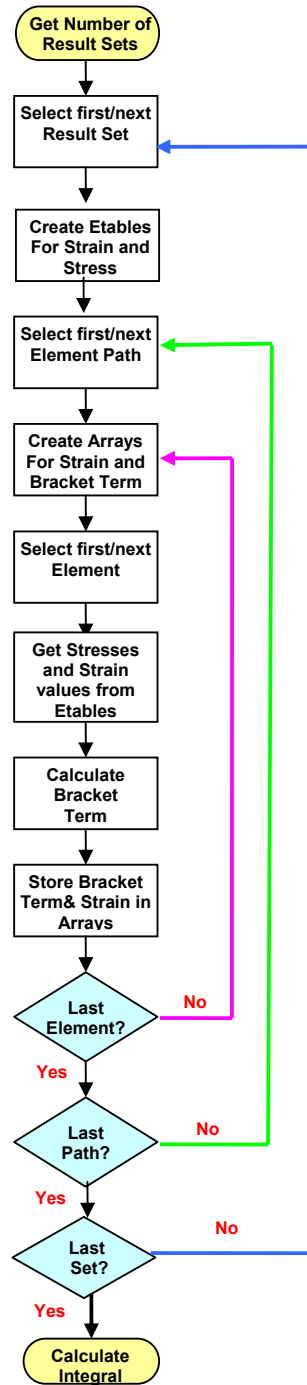 Get Number of
Result Sets
Select first/next
Result Set
Create Etables
For Strain and
Stress
Select first/next
Element Path
Create Arrays
For Strain and
Bracket Term
Select first/next
Element
Get Stresses
and Strain
values from
Etables
Calculate
Bracket
Term
Store Bracket
Term& Strain in
Arrays
Last
Element?
No
Yes
Last
Path?
No
Yes
Last
Set?
No
Yes
Calculate
Integral